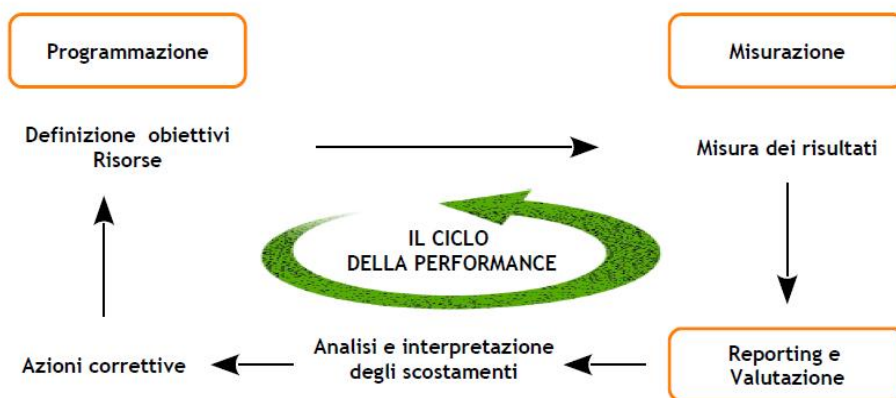 Programmazione
Misurazione
Definizione obiettivi
Risorse
Misura dei risultati
IL CICLO
DELLA PERFORMANCE
Azioni correttive
Analisi e interpretazione
degli scostamenti
Reporting e
Valutazione